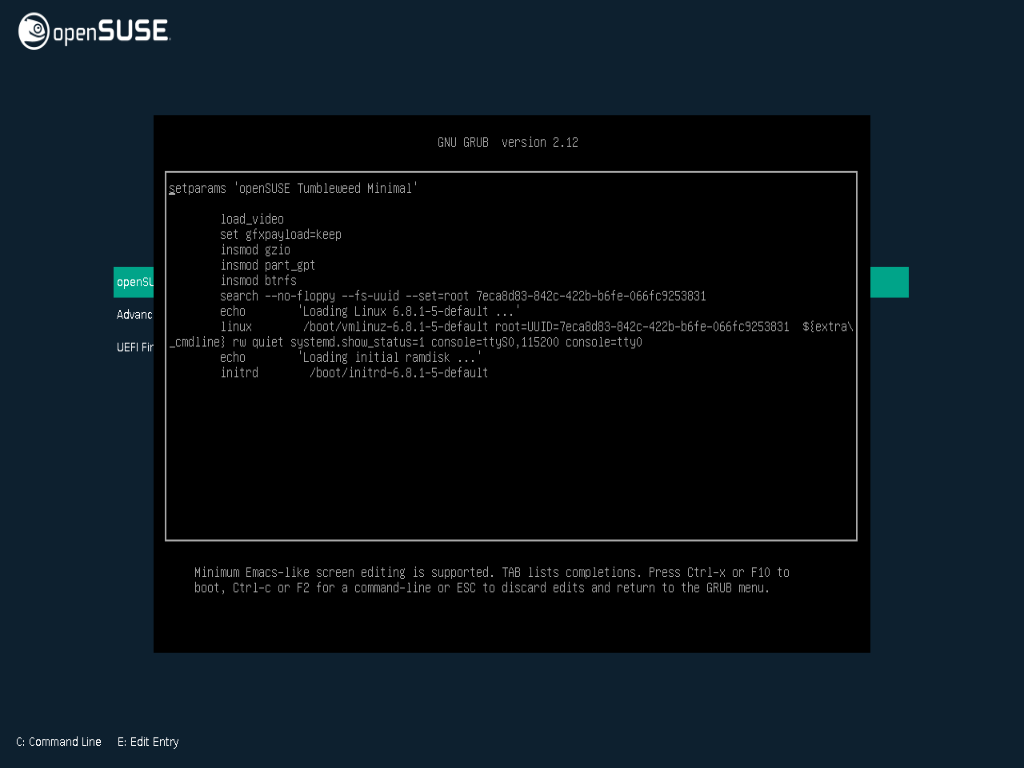 openSUSE
GNU GRUB version 2.12
setparams 'openSUSE Tumbleweed Minimal'
load_video
set gfxpayload=keep
insmod gzio
insmod part_gpt
insmod btrfs
search --no-floppy --fs-uuid --set=root 7eca8d83-842c-422b-b6fe-066fc9253831
echo 'Loading Linux 6.8.1-5-default ...'
linux /boot/vmlinuz-6.8.1-5-default root=UUID=7eca8d83-842c-422b-b6fe-066fc9253831 ${extra\
_cmdline} rw quiet systemd.show_status=1 console=ttyS0,115200 console=tty0
echo 'Loading initial ramdisk ...'
initrd /boot/initrd-6.8.1-5-default
openSU
Advanc
UEFI Fir
Minimum Emacs-like screen editing is supported. TAB lists completions. Press Ctrl-x or F10 to
boot, Ctrl-c or F2 for a command-line or ESC to discard edits and return to the GRUB menu.
C: Command Line E: Edit Entry